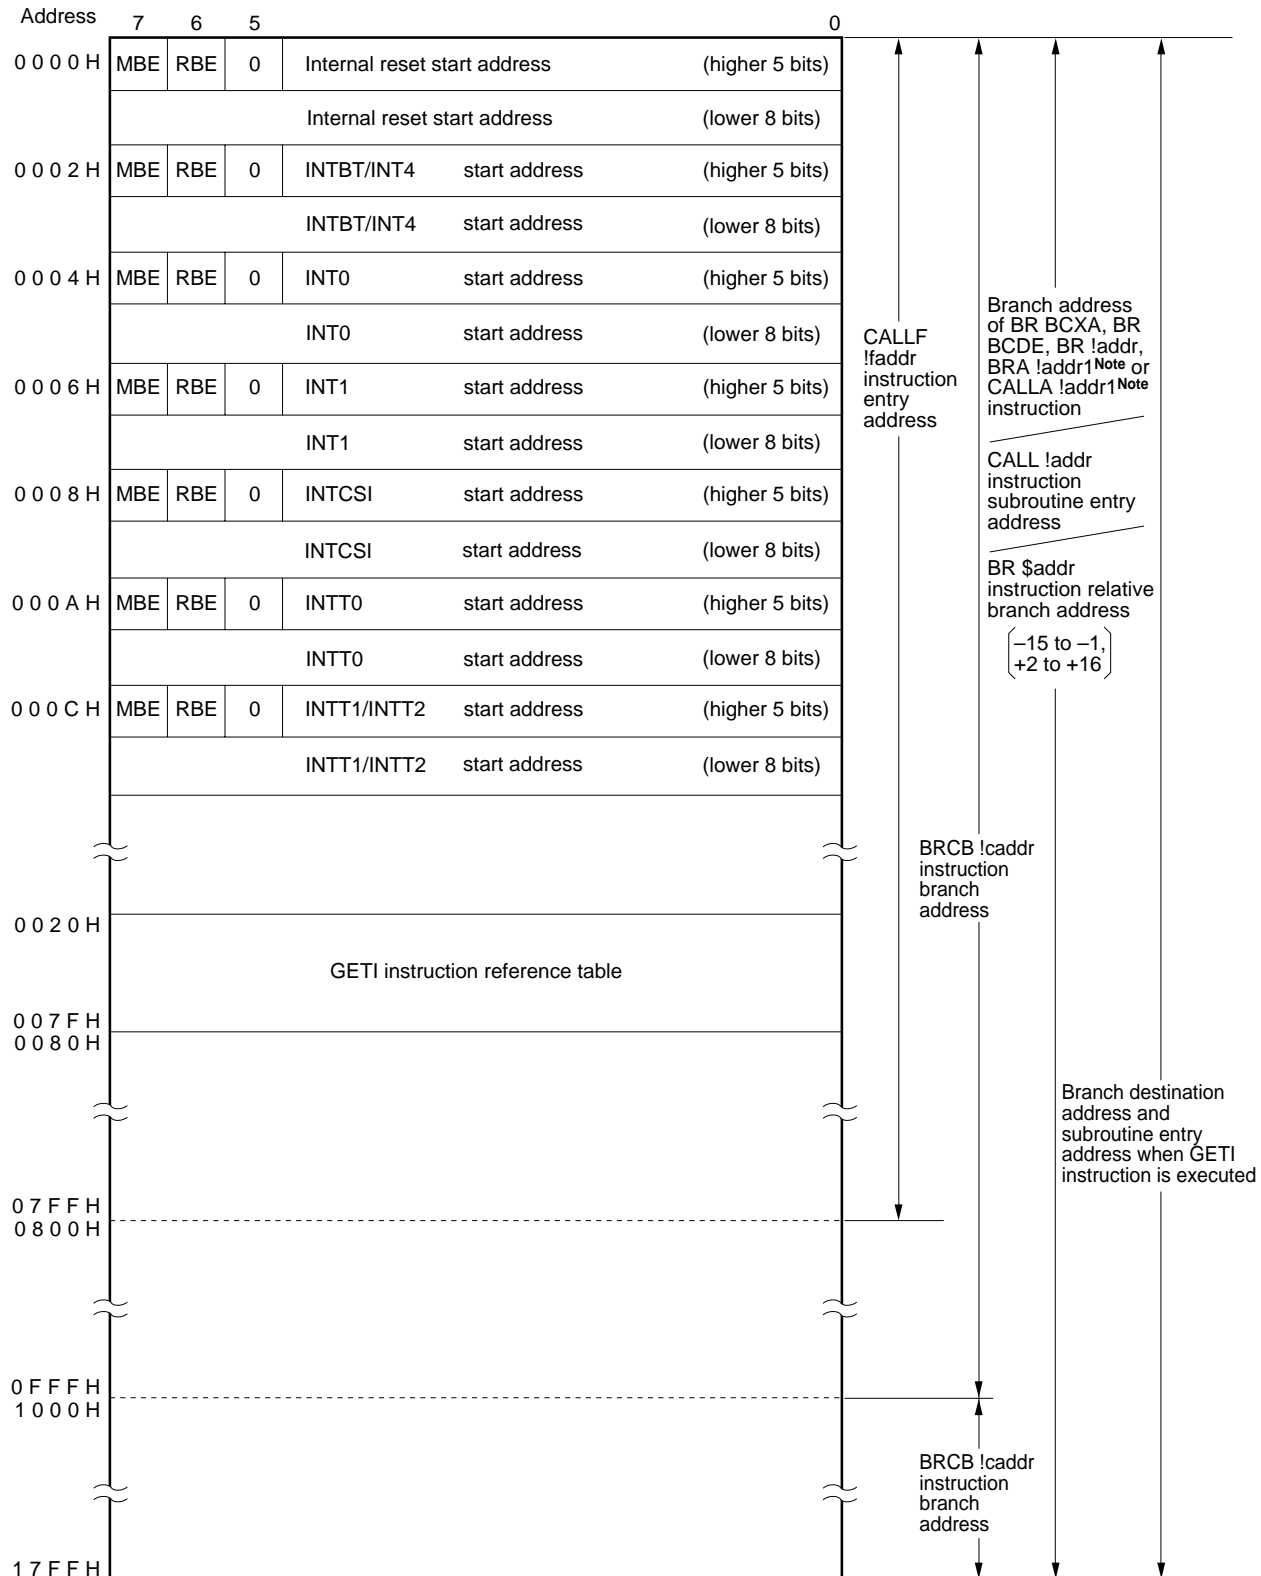 Address 7 6 5 0
0000H MBE RBE 0 Internal reset start address (higher 5 bits)
Internal reset start address (lower 8 bits)
0002H MBE RBE 0 INTBT/INT4 start address (higher 5 bits)
INTBT/INT4 start address (lower 8 bits)
0004H MBE RBE 0 INT0 start address (higher 5 bits)
INT0 start address (lower 8 bits)
0006H MBE RBE 0 INT1 start address (higher 5 bits)
INT1 start address (lower 8 bits)
0008H MBE RBE 0 INTCSI start address (higher 5 bits)
INTCSI start address (lower 8 bits)
000AH MBE RBE 0 INTT0 start address (higher 5 bits)
INTT0 start address (lower 8 bits)
000CH MBE RBE 0 INTT1/INTT2 start address (higher 5 bits)
INTT1/INTT2 start address (lower 8 bits)
0020H
GETI instruction reference table
007FH
0080H
07FFH
0800H
0FFFH
1000H
17FFH
CALLF
!faddr
instruction
entry
address
Branch address
of BR BCXA, BR
BCDE, BR !addr,
BRA !addr1Note or
CALLA !addr1Note
instruction
CALL !addr
instruction
subroutine entry
address
BR $addr
instruction relative
branch address
–15 to –1,
+2 to +16
BRCB !caddr
instruction
branch
address
Branch destination
address and
subroutine entry
address when GETI
instruction is executed
BRCB !caddr
instruction
branch
address